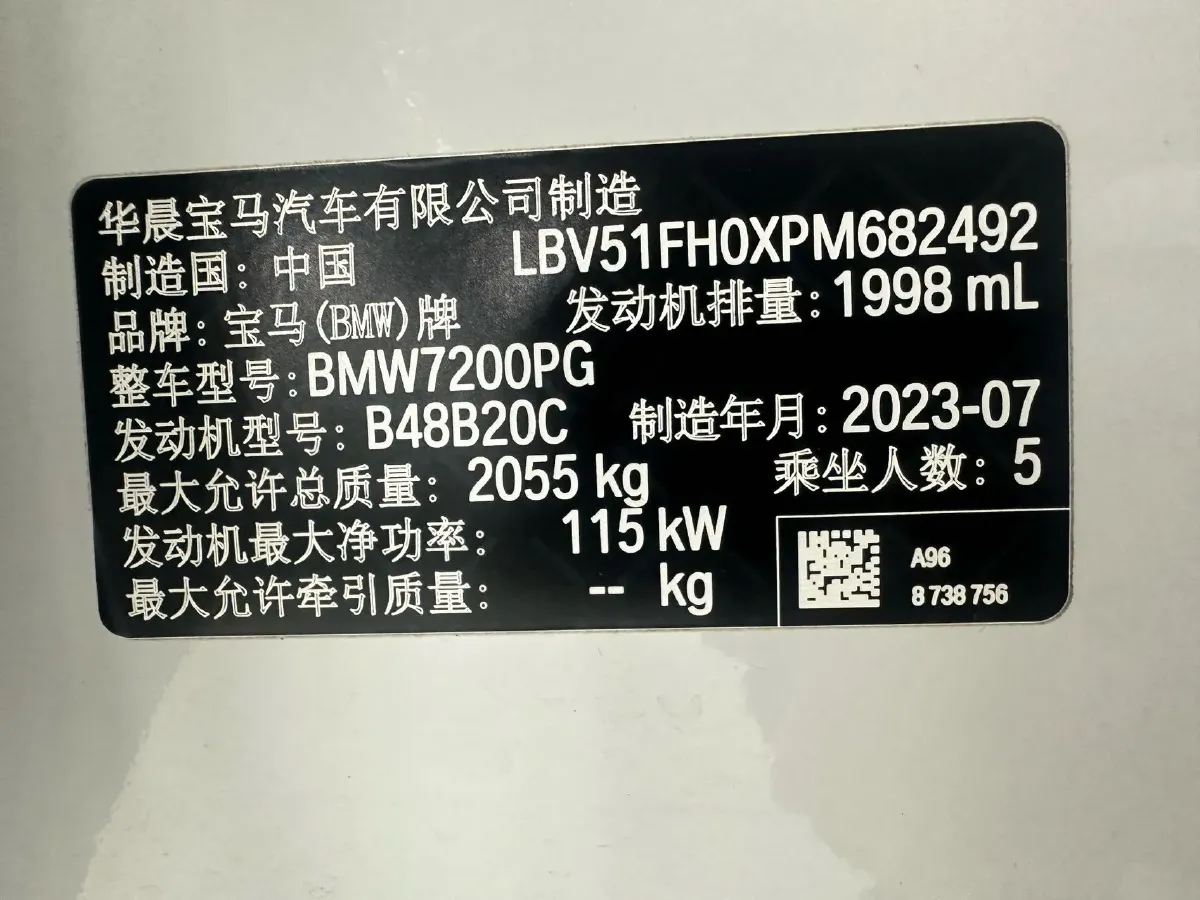 华晨宝马汽车有限公司制造
LBV51FH0XPM682492
制造国：中国
发动机排量：1998 mL
品牌：宝马(BMW)牌
整车型号：BMW7200PG
发动机型号：B48B20C
制造年月：2023-07
最大允许总质量：2055 kg
乘坐人数：5
发动机最大净功率：115 kW
最大允许牵引质量：-- kg
A96
8 738 756